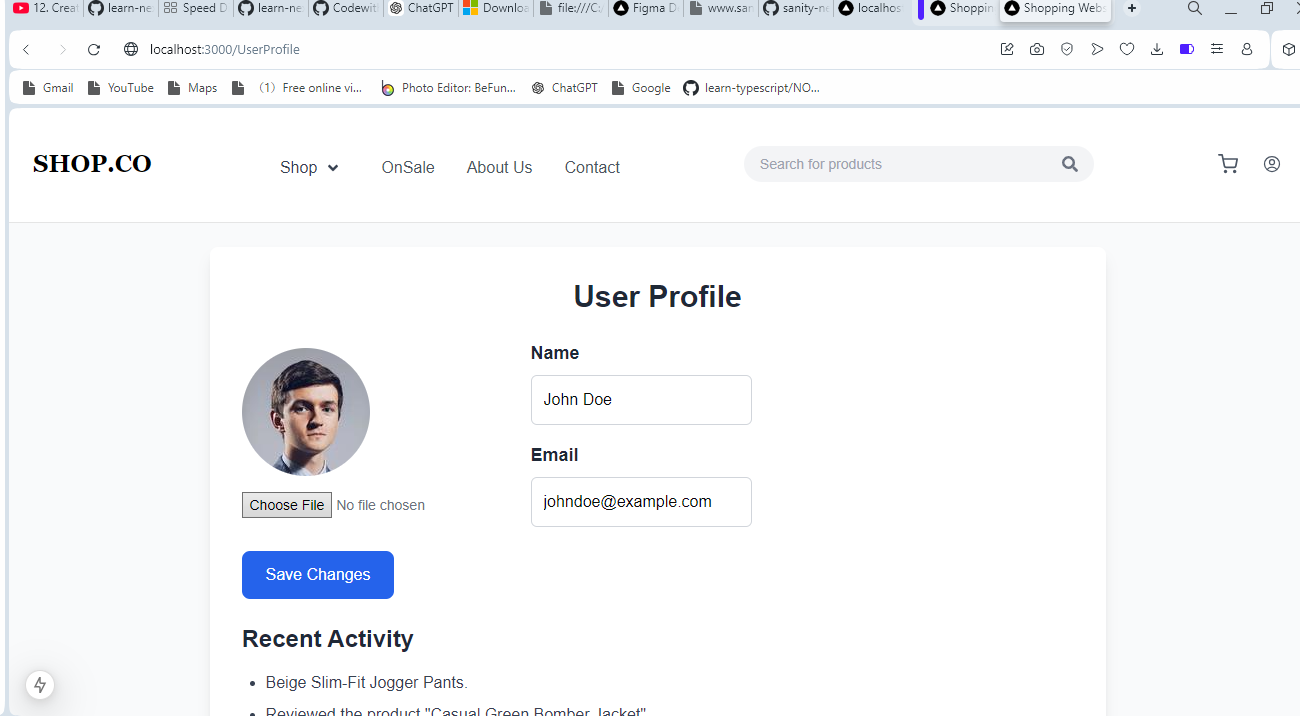 12. Creat learn-ne Speed D learn-ne Codewit ChatGPT Downloa file:///C:/ Figma D www.san sanity-ne localhos Shoppin Shopping Webs
localhost:3000/UserProfile
Gmail YouTube Maps (1) Free online vi... Photo Editor: BeFun... ChatGPT Google learn-typescript/NO...
SHOP.CO Shop OnSale About Us Contact Search for products
User Profile
Name
John Doe
Email
johndoe@example.com
Choose File No file chosen
Save Changes
Recent Activity
• Beige Slim-Fit Jogger Pants.
• Reviewed the product "Casual Green Bomber Jacket"